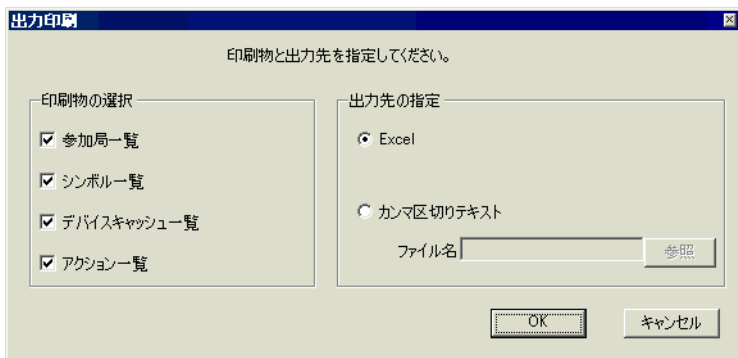 出力印刷
印刷物と出力先を指定してください。
印刷物の選択
参加局一覧
シンボル一覧
デバイスキャッシュ一覧
アクション一覧
出力先の指定
Excel
カンマ区切りテキスト
ファイル名
参照
OK
キャンセル